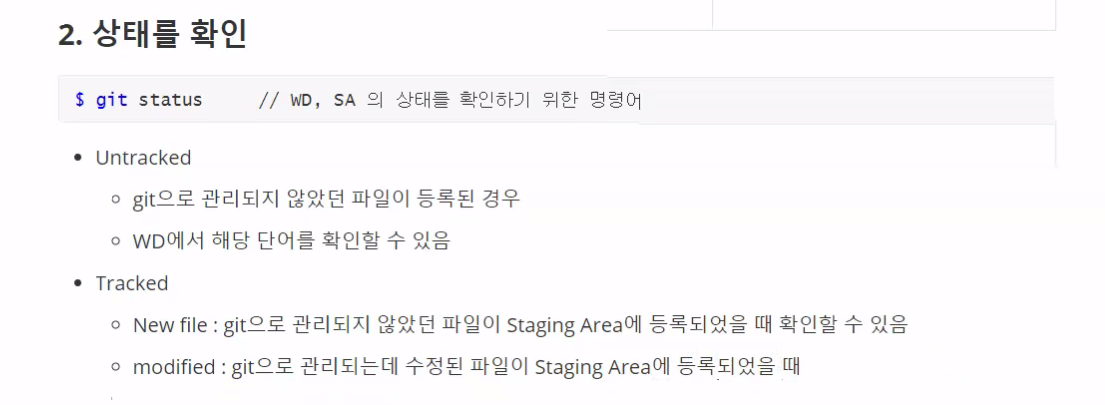 2. 상태를 확인
$ git status // WD, SA 의 상태를 확인하기 위한 명령어
Untracked
git으로 관리되지 않았던 파일이 등록된 경우
WD에서 해당 단어를 확인할 수 있음
Tracked
New file : git으로 관리되지 않았던 파일이 Staging Area에 등록되었을 때 확인할 수 있음
modified : git으로 관리되는데 수정된 파일이 Staging Area에 등록되었을 때